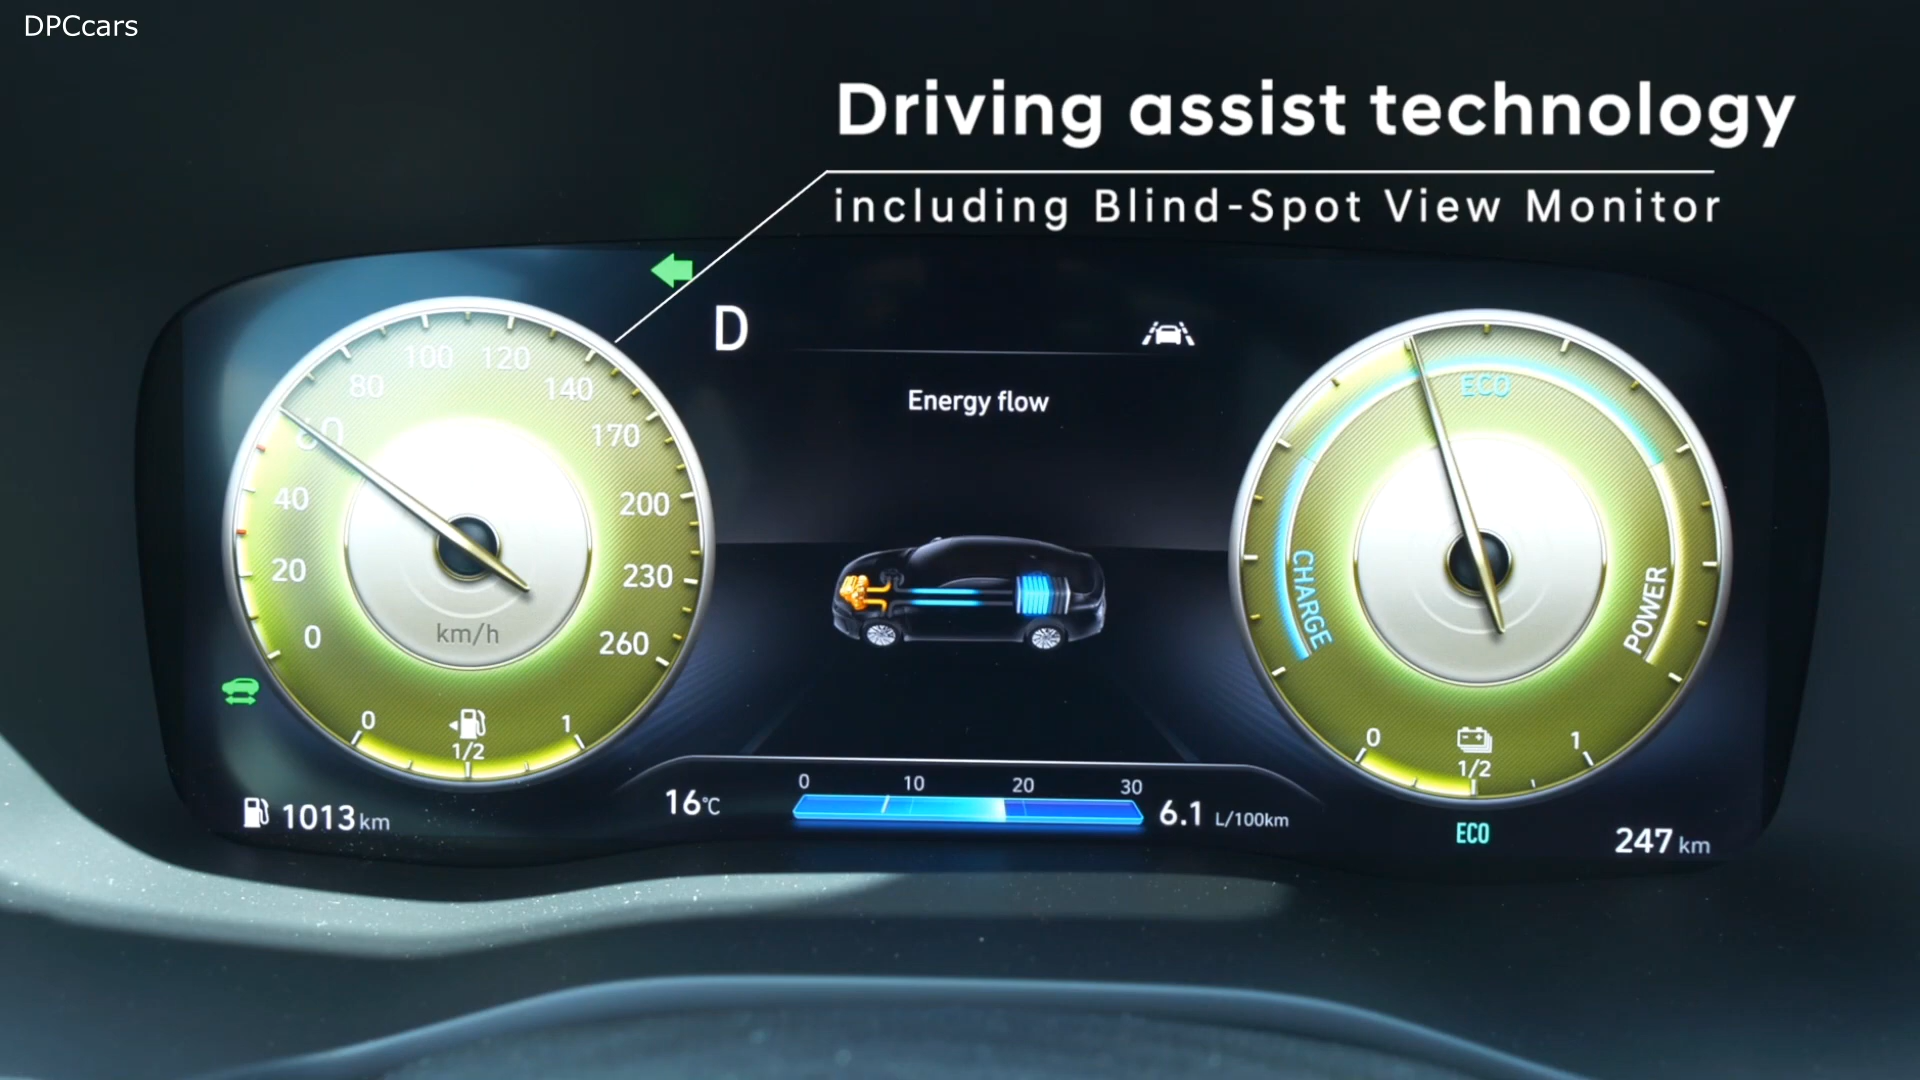 DPCcars
Driving assist technology
including Blind-Spot View Monitor
D
Energy flow
100 120
80 140
60 170
40 200
20 230
0 260
km/h
0 1/2 1
ECO
CHARGE
POWER
0 1/2 1
1013 km
16°C
0 10 20 30
6.1 L/100km
ECO
247 km